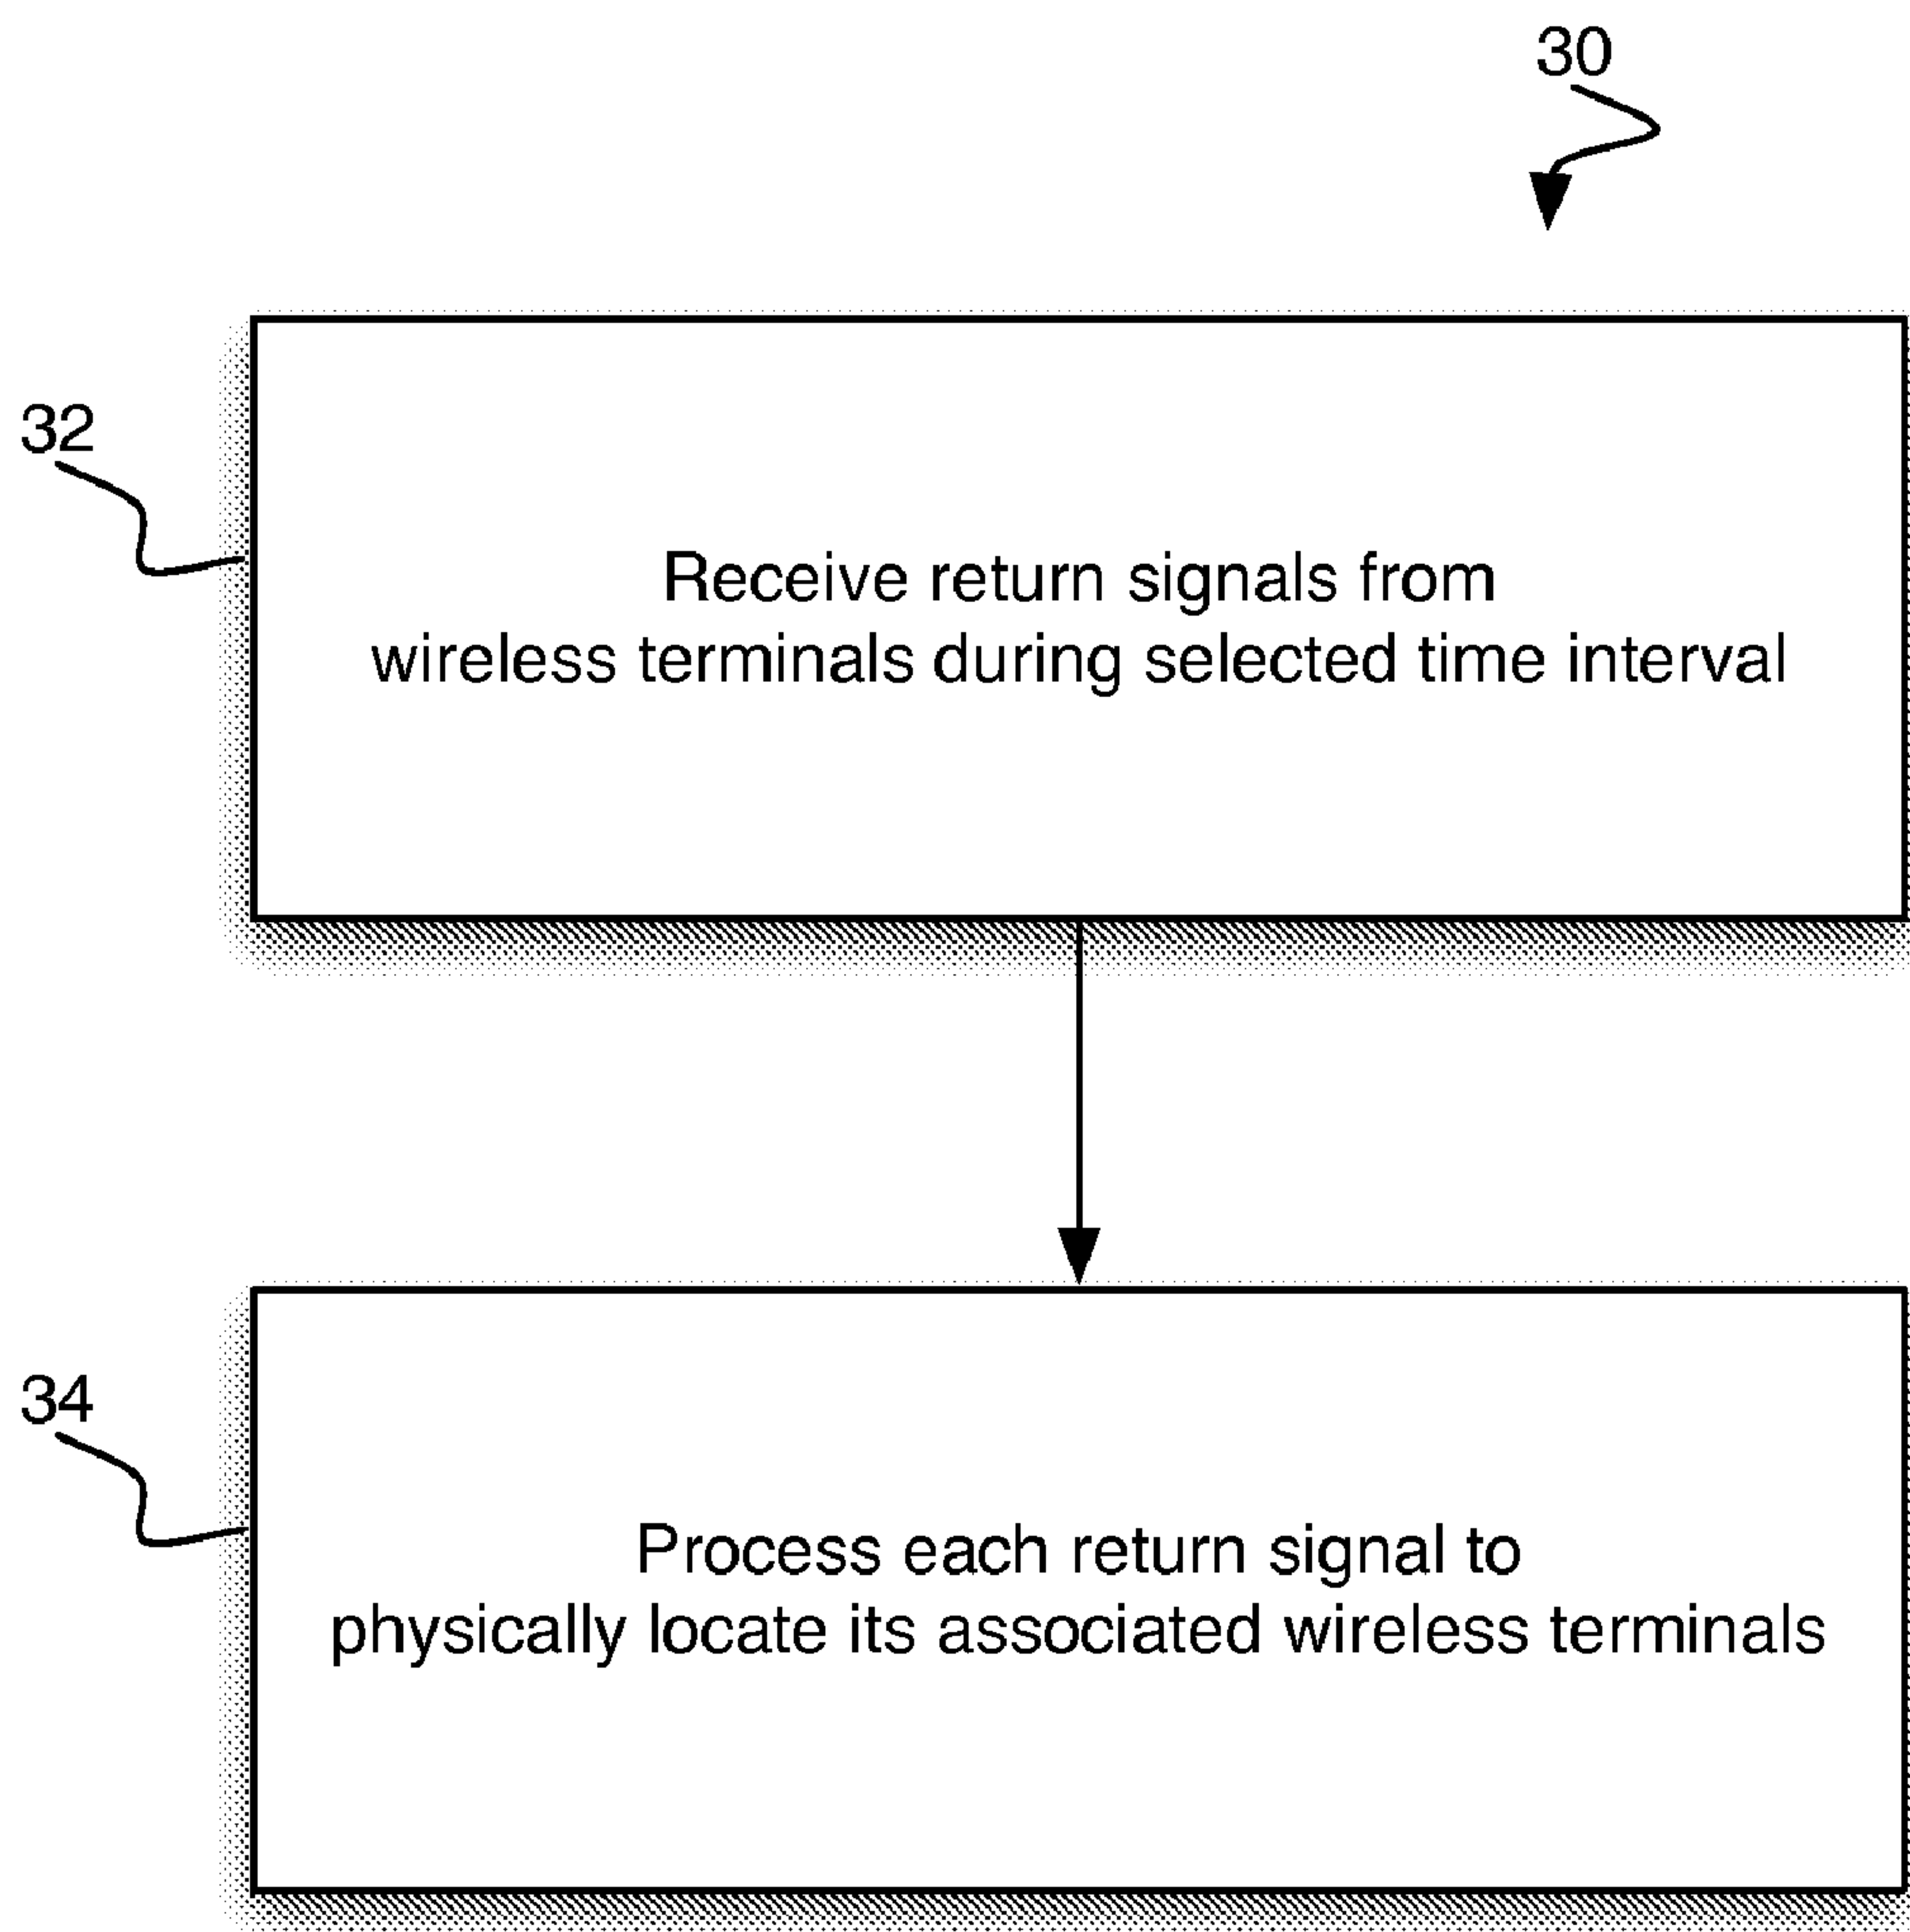 30
32
Receive return signals from
wireless terminals during selected time interval
34
Process each return signal to
physically locate its associated wireless terminals